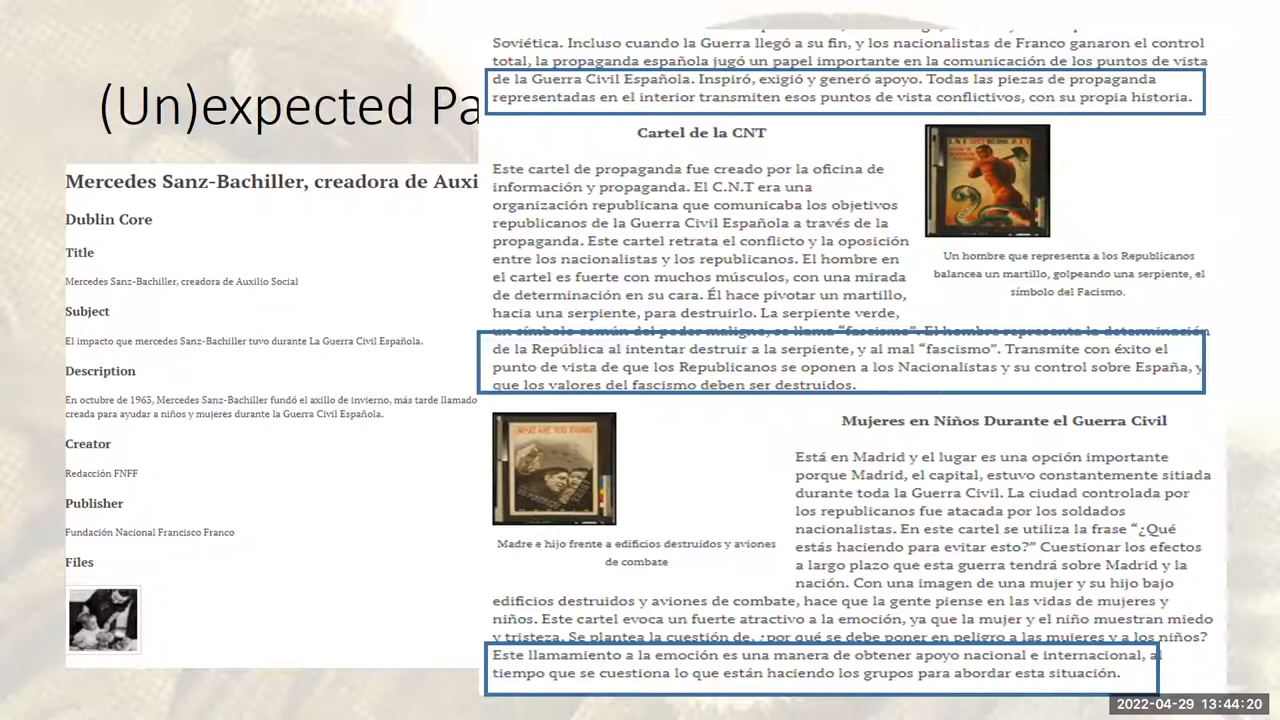 (Un)expected Pa
Mercedes Sanz-Bachiller, creadora de Auxi
Dublin Core
Title
Mercedes Sanz-Bachiller, creadora de Auxilio Social
Subject
El impacto que mercedes Sanz-Bachiller tuvo durante La Guerra Civil Española.
Description
En octubre de 1963, Mercedes Sanz-Bachiller fundó el axillo de invierno, más tarde llamado
creada para ayudar a niños y mujeres durante la Guerra Civil Española.
Creator
Redacción FNFF
Publisher
Fundación Nacional Francisco Franco
Files
Soviética. Incluso cuando la Guerra llegó a su fin, y los nacionalistas de Franco ganaron el control
total, la propaganda española jugó un papel importante en la comunicación de los puntos de vista
de la Guerra Civil Española. Inspiró, exigió y generó apoyo. Todas las piezas de propaganda
representadas en el interior transmiten esos puntos de vista conflictivos, con su propia historia.
Cartel de la CNT
Este cartel de propaganda fue creado por la oficina de
información y propaganda. El C.N.T era una
organización republicana que comunicaba los objetivos
republicanos de la Guerra Civil Española a través de la
propaganda. Este cartel retrata el conflicto y la oposición
entre los nacionalistas y los republicanos. El hombre en
el cartel es fuerte con muchos músculos, con una mirada
de determinación en su cara. Él hace pivotar un martillo,
hacia una serpiente, para destruirlo. La serpiente verde,
un símbolo común del poder maligno, se llama “fascismo”. El hombre representa la determinación
de la República al intentar destruir a la serpiente, y al mal “fascismo”. Transmite con éxito el
punto de vista de que los Republicanos se oponen a los Nacionalistas y su control sobre España, y
que los valores del fascismo deben ser destruidos.
Un hombre que representa a los Republicanos
balancea un martillo, golpeando una serpiente, el
símbolo del Facismo.
Mujeres en Niños Durante el Guerra Civil
Está en Madrid y el lugar es una opción importante
porque Madrid, el capital, estuvo constantemente sitiada
durante toda la Guerra Civil. La ciudad controlada por
los republicanos fue atacada por los soldados
nacionalistas. En este cartel se utiliza la frase “¿Qué
estás haciendo para evitar esto?” Cuestionar los efectos
a largo plazo que esta guerra tendrá sobre Madrid y la
nación. Con una imagen de una mujer y su hijo bajo
edificios destruidos y aviones de combate, hace que la gente piense en las vidas de mujeres y
niños. Este cartel evoca un fuerte atractivo a la emoción, ya que la mujer y el niño muestran miedo
y tristeza. Se plantea la cuestión de, ¿por qué se debe poner en peligro a las mujeres y a los niños?
Este llamamiento a la emoción es una manera de obtener apoyo nacional e internacional, al
tiempo que se cuestiona lo que están haciendo los grupos para abordar esta situación.
Madre e hijo frente a edificios destruidos y aviones
de combate
2022-04-29 13:44:20